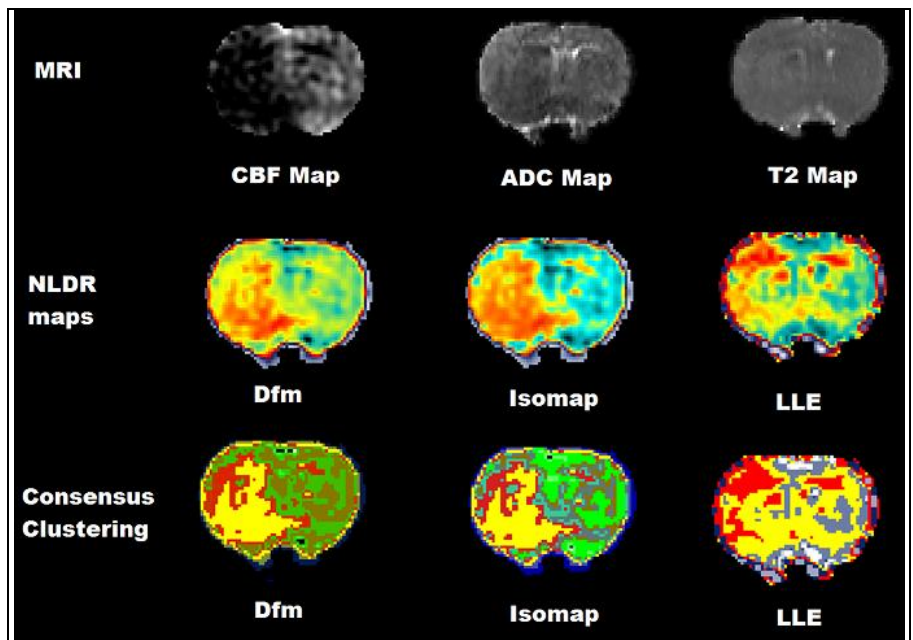 MRI
CBF Map
ADC Map
T2 Map
NLDR
maps
Dfm
Isomap
LLE
Consensus
Clustering
Dfm
Isomap
LLE